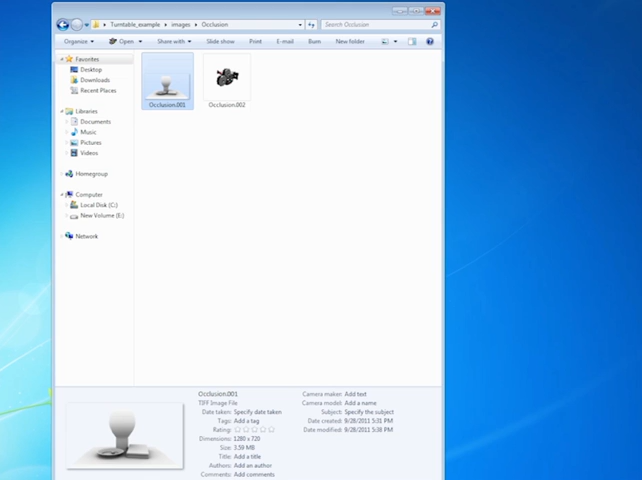 Turntable_example ▸ images ▸ Occlusion
Search Occlusion
Organize Open Share with Slide show Print E-mail Burn New folder
Favorites
Desktop
Downloads
Recent Places
Libraries
Documents
Music
Pictures
Videos
Homegroup
Computer
Local Disk (C:)
New Volume (E:)
Network
Occlusion.001
Occlusion.002
Occlusion.001
TIFF Image File
Date taken: Specify date taken
Tags: Add a tag
Rating:
Dimensions: 1280 x 720
Size: 3.59 MB
Title: Add a title
Authors: Add an author
Comments: Add comments
Camera maker: Add text
Camera model: Add a name
Subject: Specify the subject
Date created: 9/28/2011 5:31 PM
Date modified: 9/28/2011 5:38 PM